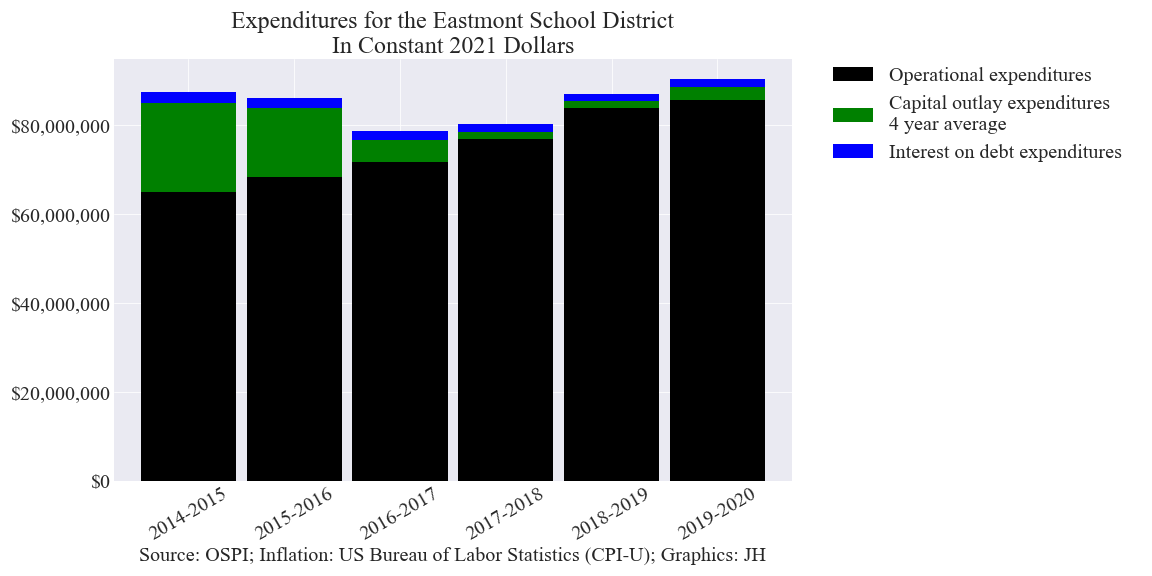 Expenditures for the Eastmont School District
In Constant 2021 Dollars
Operational expenditures
Capital outlay expenditures
4 year average
Interest on debt expenditures
$80,000,000
$60,000,000
$40,000,000
$20,000,000
$0
2014-2015
2015-2016
2016-2017
2017-2018
2018-2019
2019-2020
Source: OSPI; Inflation: US Bureau of Labor Statistics (CPI-U); Graphics: JH